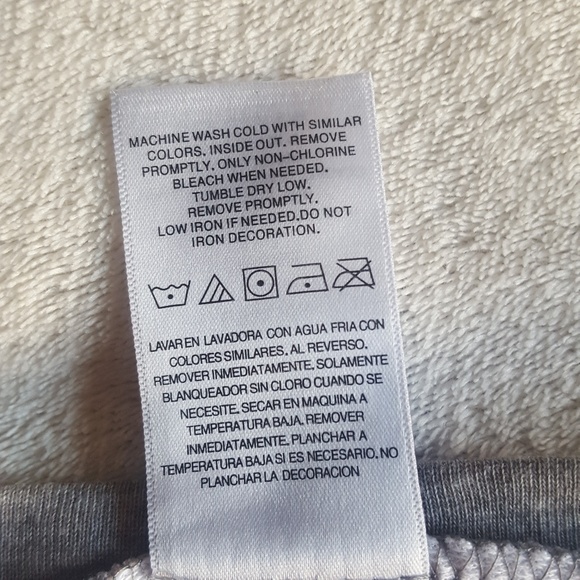 MACHINE WASH COLD WITH SIMILAR
COLORS. INSIDE OUT. REMOVE
PROMPTLY. ONLY NON-CHLORINE
BLEACH WHEN NEEDED.
TUMBLE DRY LOW.
REMOVE PROMPTLY.
LOW IRON IF NEEDED.DO NOT
IRON DECORATION.
LAVAR EN LAVADORA CON AGUA FRIA CON
COLORES SIMILARES. AL REVERSO.
REMOVER INMEDIATAMENTE. SOLAMENTE
BLANQUEADOR SIN CLORO CUANDO SE
NECESITE. SECAR EN MAQUINA A
TEMPERATURA BAJA. REMOVER
INMEDIATAMENTE. PLANCHAR A
TEMPERATURA BAJA SI ES NECESARIO. NO
PLANCHAR LA DECORACION